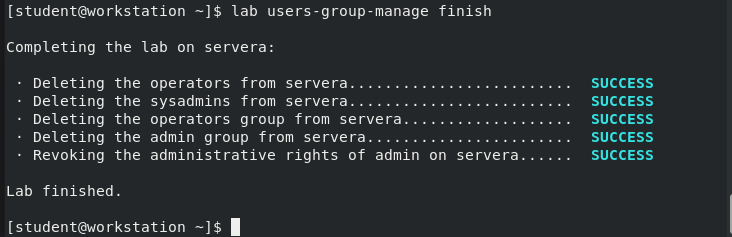 [student@workstation ~]$ lab users-group-manage finish
Completing the lab on servera:
· Deleting the operators from servera......................... SUCCESS
· Deleting the sysadmins from servera......................... SUCCESS
· Deleting the operators group from servera................... SUCCESS
· Deleting the admin group from servera....................... SUCCESS
· Revoking the administrative rights of admin on servera...... SUCCESS
Lab finished.
[student@workstation ~]$